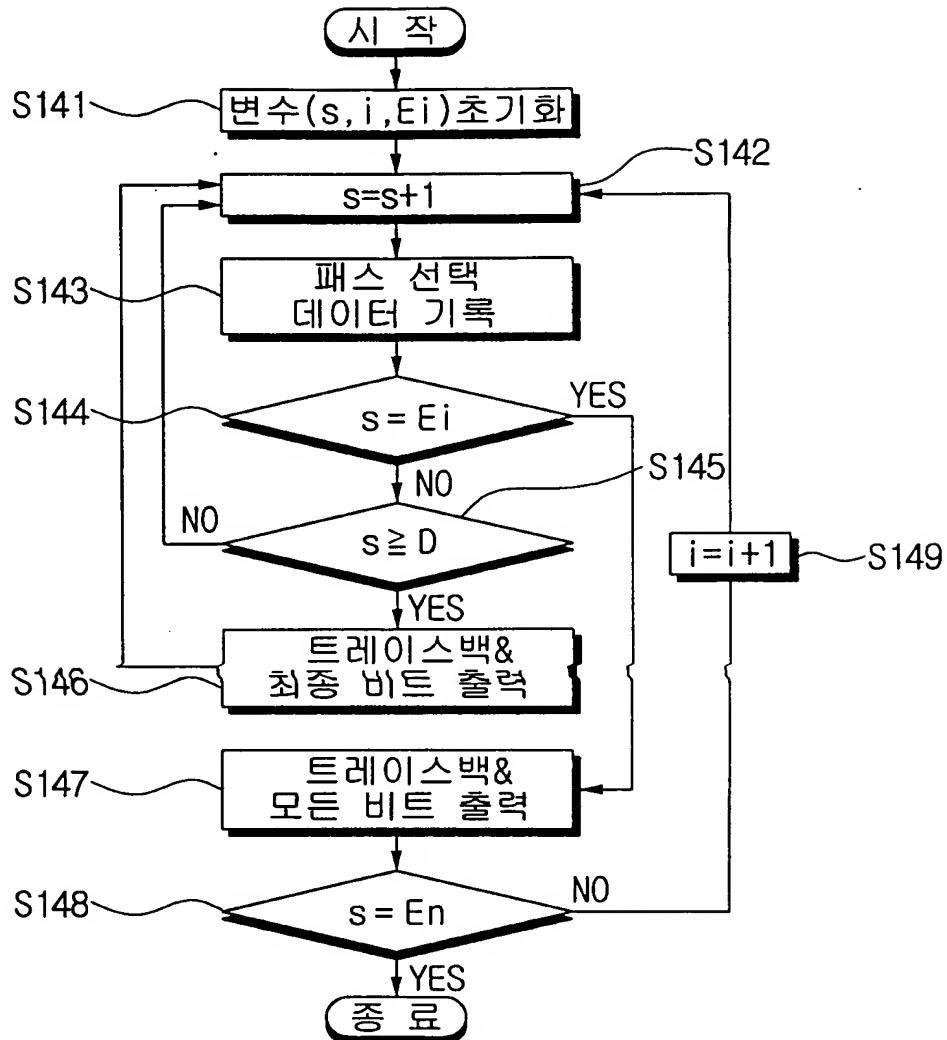 시 작
S141
변수(s,i,Ei)초기화
S142
s=s+1
S143
패스 선택
데이터 기록
S144
s=Ei
YES
NO
S145
NO
s≧D
YES
i=i+1
S149
S146
트레이스백&
최종 비트 출력
S147
트레이스백&
모든 비트 출력
S148
s=En
NO
YES
종 료